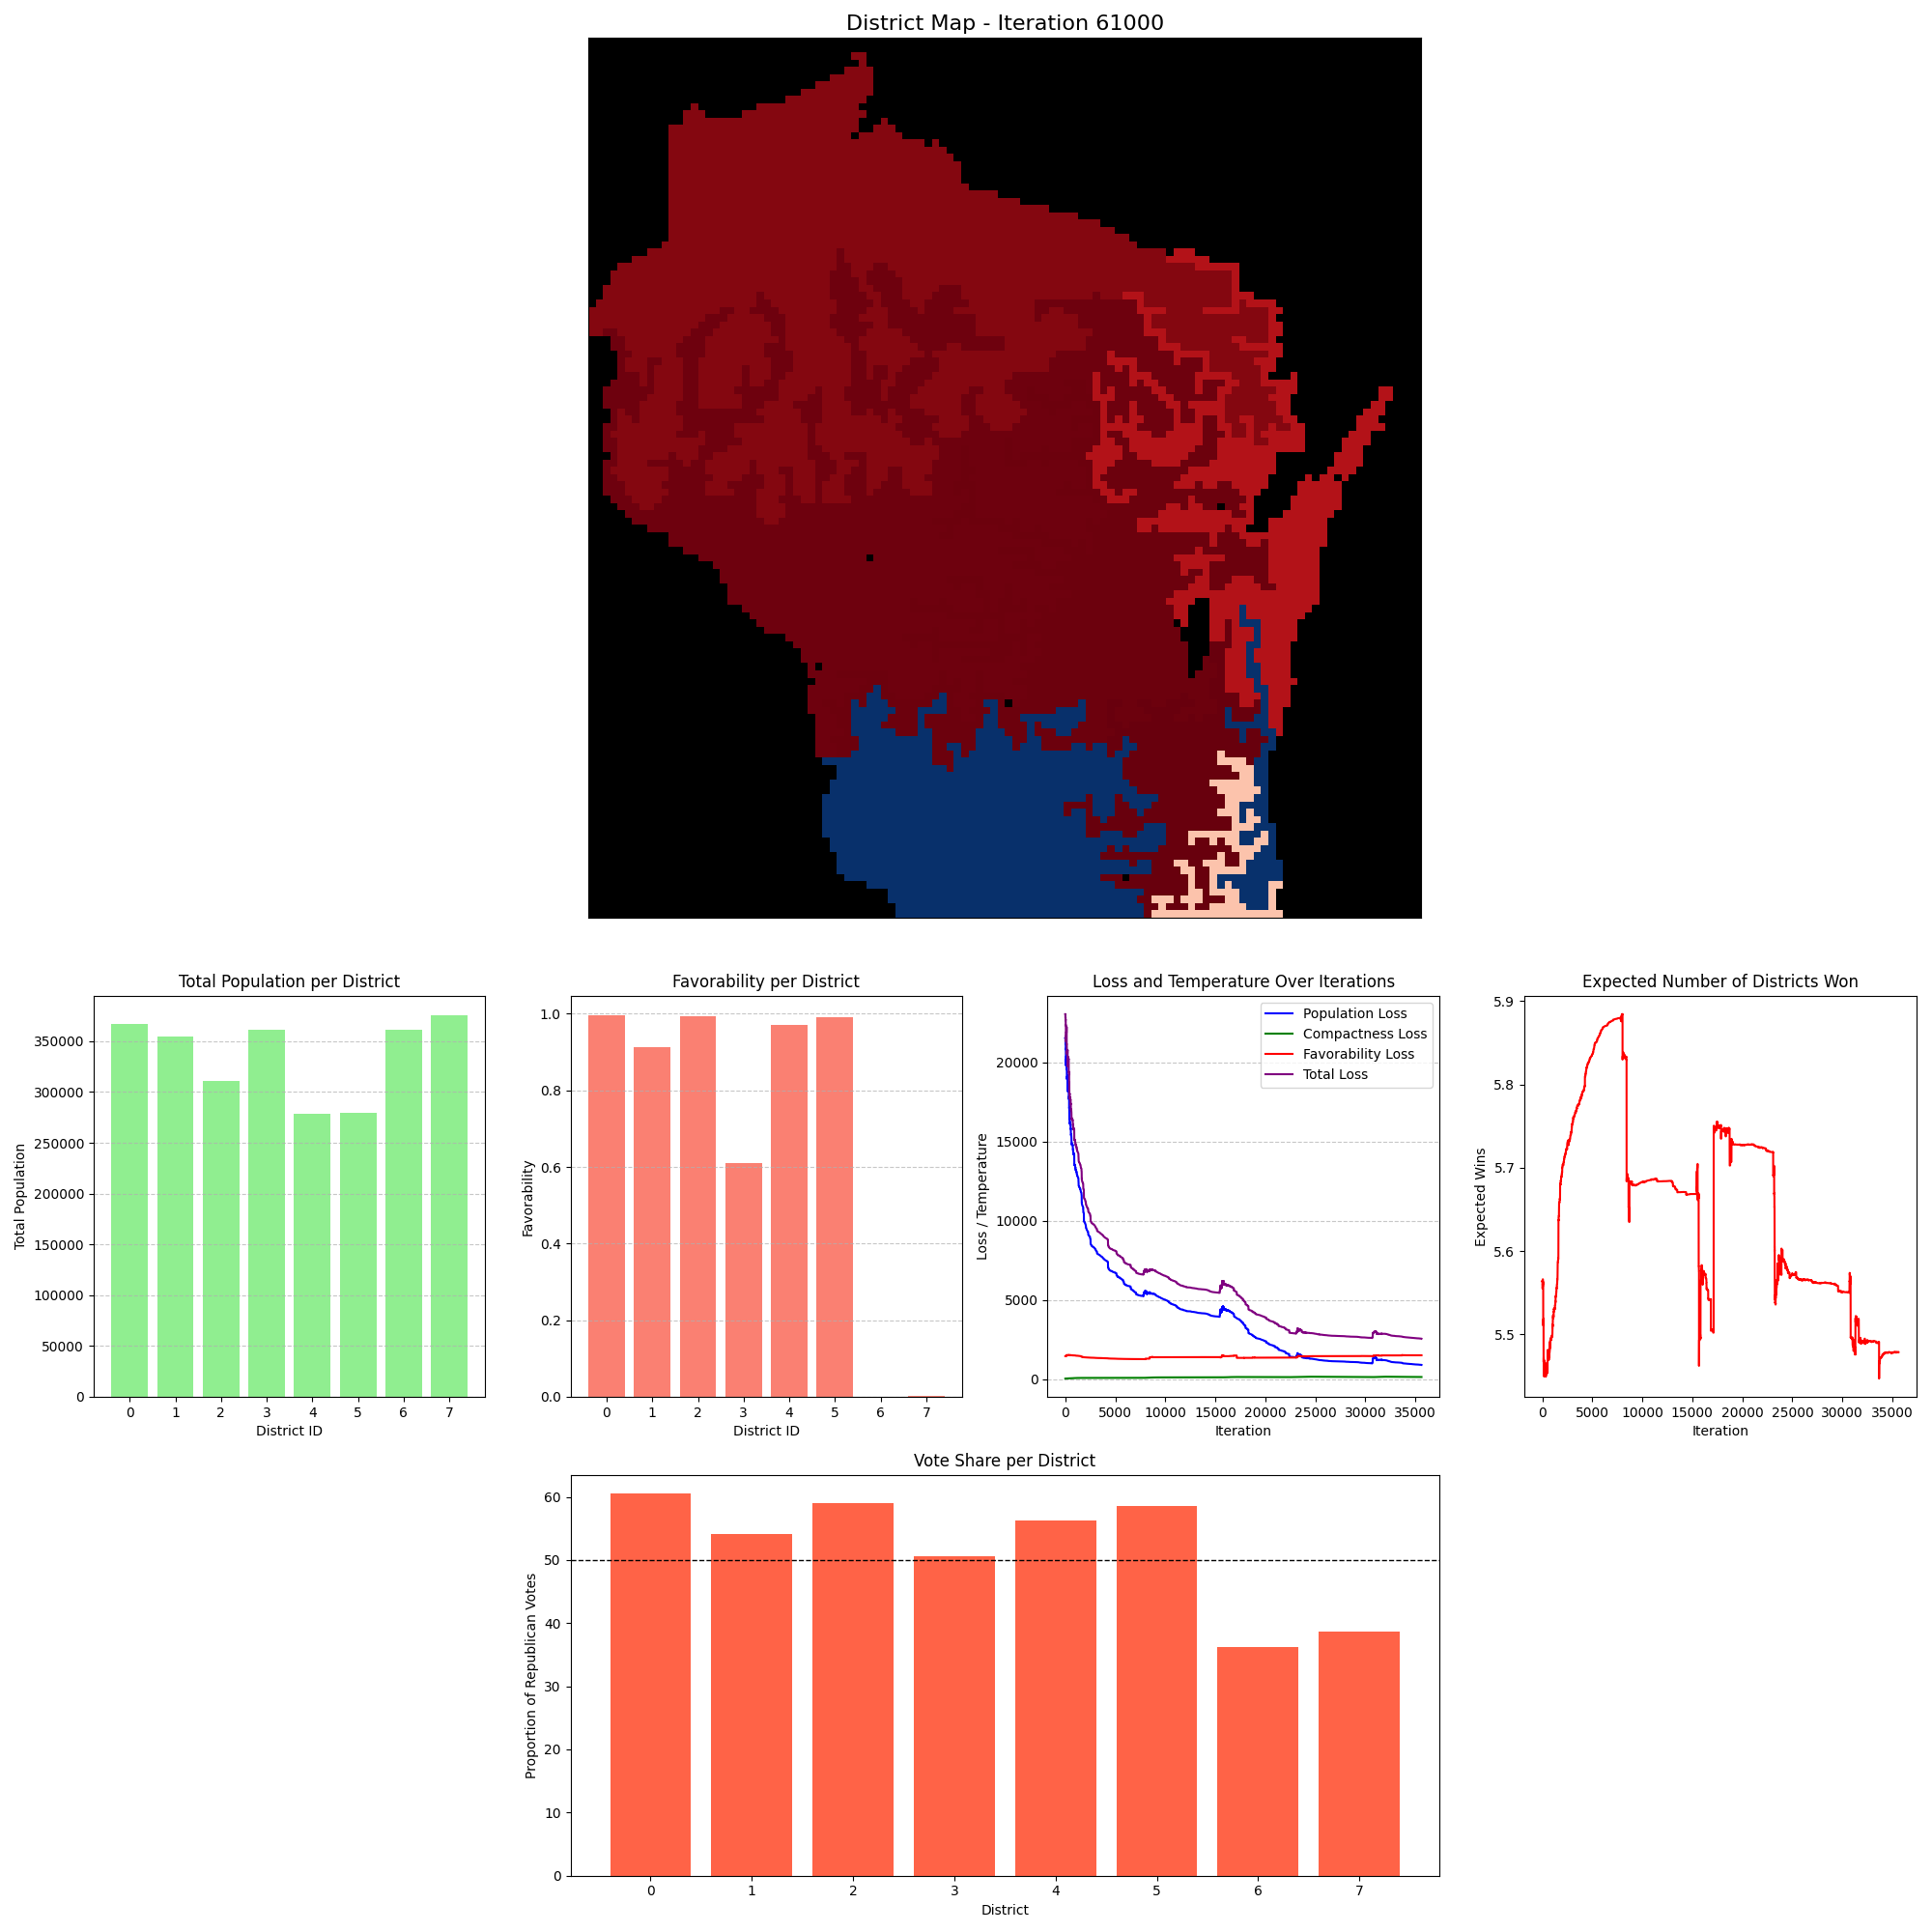 District Map - Iteration 61000
Total Population per District
Total Population
350000
300000
250000
200000
150000
100000
50000
0
0 1 2 3 4 5 6 7
District ID
Favorability per District
Favorability
1.0
0.8
0.6
0.4
0.2
0.0
0 1 2 3 4 5 6 7
District ID
Loss and Temperature Over Iterations
Loss / Temperature
20000
15000
10000
5000
0
Population Loss
Compactness Loss
Favorability Loss
Total Loss
0 5000 10000 15000 20000 25000 30000 35000
Iteration
Expected Number of Districts Won
Expected Wins
5.9
5.8
5.7
5.6
5.5
0 5000 10000 15000 20000 25000 30000 35000
Iteration
Vote Share per District
Proportion of Republican Votes
60
50
40
30
20
10
0
0 1 2 3 4 5 6 7
District